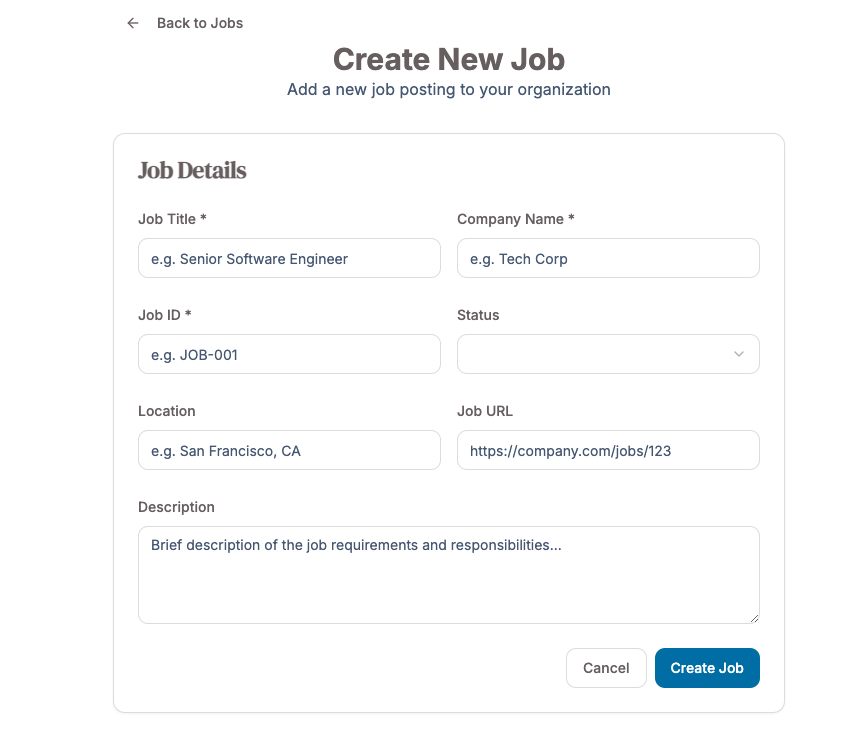 Back to Jobs
Create New Job
Add a new job posting to your organization
Job Details
Job Title *
Company Name *
e.g. Senior Software Engineer
e.g. Tech Corp
Job ID *
Status
e.g. JOB-001
Location
Job URL
e.g. San Francisco, CA
https://company.com/jobs/123
Description
Brief description of the job requirements and responsibilities...
Cancel
Create Job